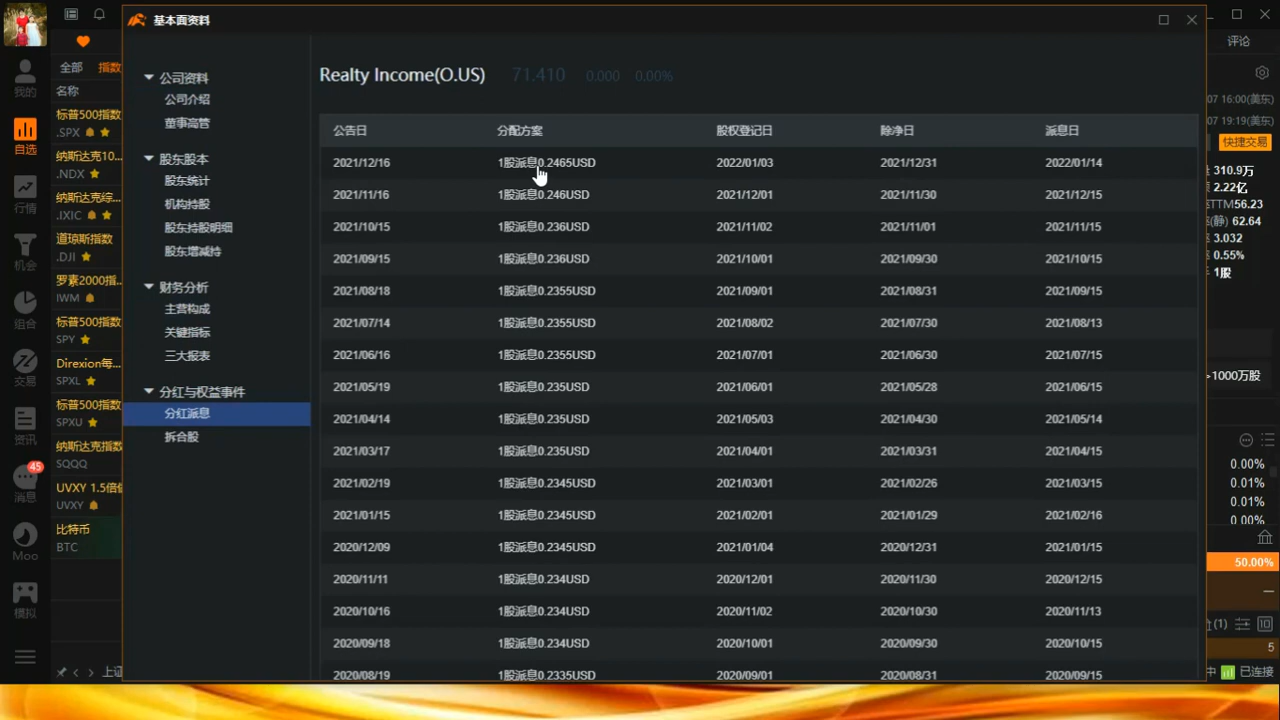 基本面资料
评论
全部 指数
名称
标普500指数
.SPX
纳斯达克10...
.NDX
纳斯达克综.
.IXIC
道琼斯指数
.DJI
罗素2000指..
IWM
标普500指数
SPY
Direxion每...
SPXL
标普500指数
SPXU
纳斯达克指数
SQQQ
UVXY 1.5倍
UVXY
比特币
BTC
我的
自选
行情
机会
组合
交易
资讯
45
消息
Moo
模拟
公司资料
公司介绍
董事高管
股东股本
股东统计
机构持股
股东持股明细
股东增减持
财务分析
主营构成
关键指标
三大报表
分红与权益事件
分红派息
拆合股
Realty Income(O.US) 71.410 0.000 0.00%
公告日 分配方案 股权登记日 除净日 派息日
2021/12/16 1股派息0.2465USD 2022/01/03 2021/12/31 2022/01/14
2021/11/16 1股派息0.246USD 2021/12/01 2021/11/30 2021/12/15
2021/10/15 1股派息0.236USD 2021/11/02 2021/11/01 2021/11/15
2021/09/15 1股派息0.236USD 2021/10/01 2021/09/30 2021/10/15
2021/08/18 1股派息0.2355USD 2021/09/01 2021/08/31 2021/09/15
2021/07/14 1股派息0.2355USD 2021/08/02 2021/07/30 2021/08/13
2021/06/16 1股派息0.2355USD 2021/07/01 2021/06/30 2021/07/15
2021/05/19 1股派息0.235USD 2021/06/01 2021/05/28 2021/06/15
2021/04/14 1股派息0.235USD 2021/05/03 2021/04/30 2021/05/14
2021/03/17 1股派息0.235USD 2021/04/01 2021/03/31 2021/04/15
2021/02/19 1股派息0.2345USD 2021/03/01 2021/02/26 2021/03/15
2021/01/15 1股派息0.2345USD 2021/02/01 2021/01/29 2021/02/16
2020/12/09 1股派息0.2345USD 2021/01/04 2020/12/31 2021/01/15
2020/11/11 1股派息0.234USD 2020/12/01 2020/11/30 2020/12/15
2020/10/16 1股派息0.234USD 2020/11/02 2020/10/30 2020/11/13
2020/09/18 1股派息0.234USD 2020/10/01 2020/09/30 2020/10/15
2020/08/19 1股派息0.2335USD 2020/09/01 2020/08/31 2020/09/15
07 16:00(美东)
07 19:19(美东)
快捷交易
310.9万
2.22亿
TTM56.23
(静) 62.64
3.032
0.55%
1股
>1000万股
0.00%
0.01%
0.01%
0.00%
50.00%
(1)
5
上证
中 已连接